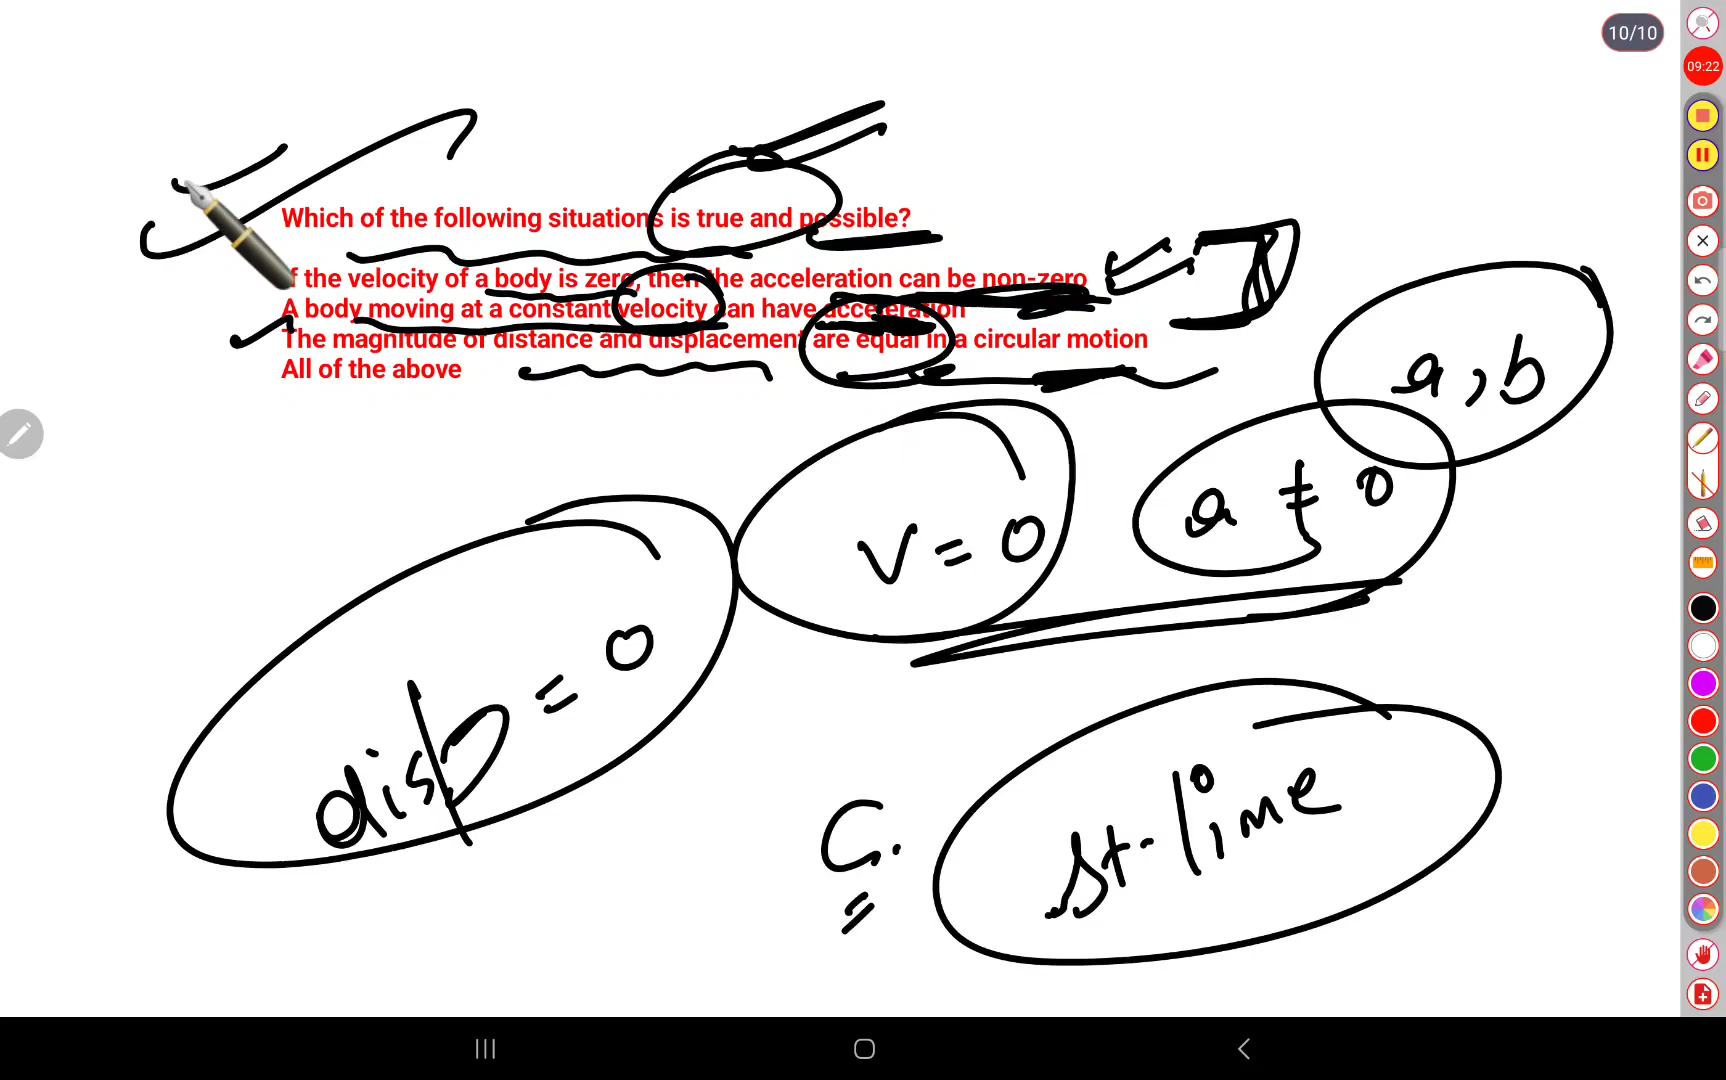 10/10
09:22
Which of the following situations is true and possible?
If the velocity of a body is zero, then the acceleration can be non-zero
A body moving at a constant velocity can have acceleration
The magnitude of distance and displacement are equal in a circular motion
All of the above
a, b
v = 0
a ≠ 0
disp = 0
C.
st-line